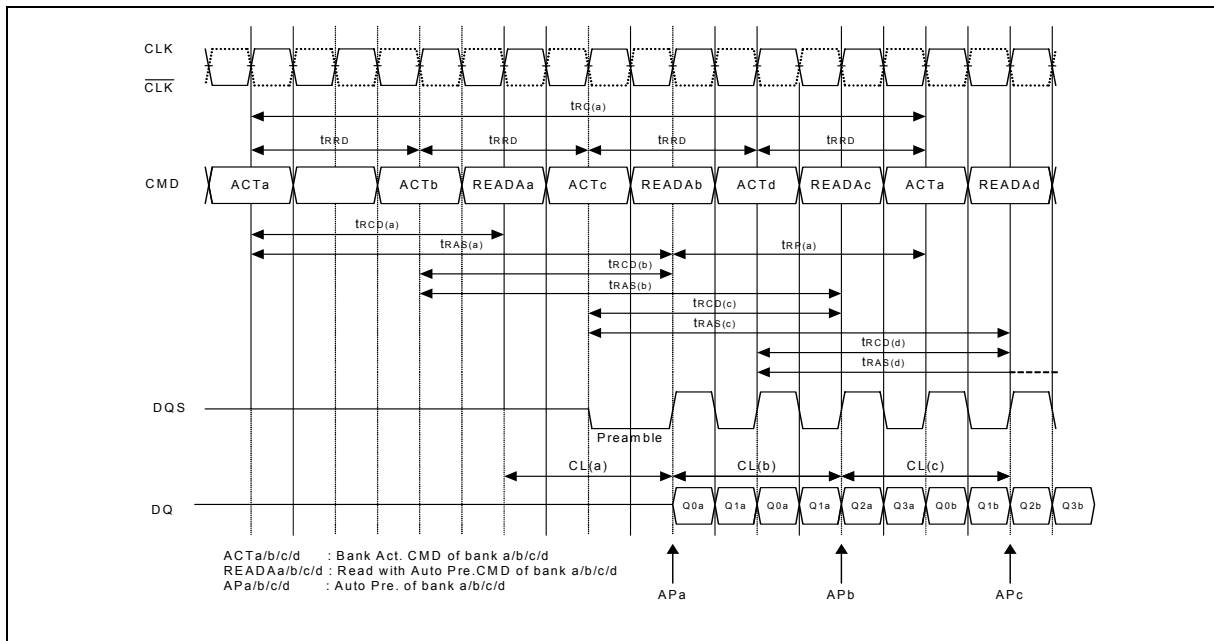 CLK
CLK
tRC(a)
tRRD tRRD tRRD tRRD
CMD ACTa ACTb READAa ACTc READAb ACTd READAc ACTa READAd
tRCD(a)
tRAS(a) tRP(a)
tRCD(b)
tRAS(b)
tRCD(c)
tRAS(c)
tRCD(d)
tRAS(d)
DQS
Preamble
CL(a) CL(b) CL(c)
DQ Q0a Q1a Q0a Q1a Q2a Q3a Q0b Q1b Q2b Q3b
ACTa/b/c/d : Bank Act. CMD of bank a/b/c/d
READAa/b/c/d : Read with Auto Pre.CMD of bank a/b/c/d
APa/b/c/d : Auto Pre. of bank a/b/c/d
APa APb APc